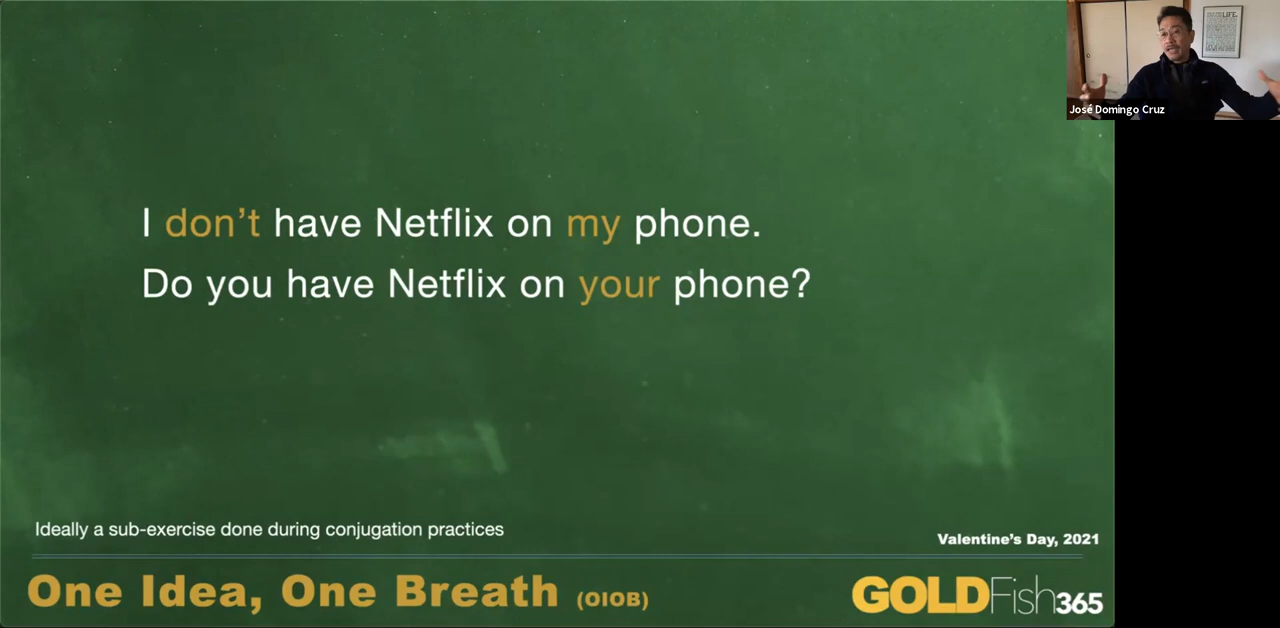 I don’t have Netflix on my phone.
Do you have Netflix on your phone?
Ideally a sub-exercise done during conjugation practices
Valentine’s Day, 2021
One Idea, One Breath (OIOB)
GOLDFish365
LIFE.
José Domingo Cruz